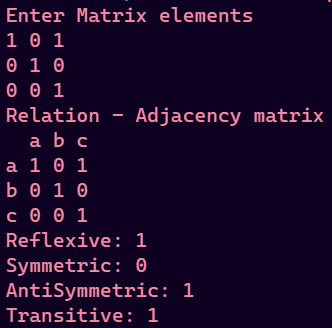 Enter Matrix elements
1 0 1
0 1 0
0 0 1
Relation - Adjacency matrix
  a b c
a 1 0 1
b 0 1 0
c 0 0 1
Reflexive: 1
Symmetric: 0
AntiSymmetric: 1
Transitive: 1